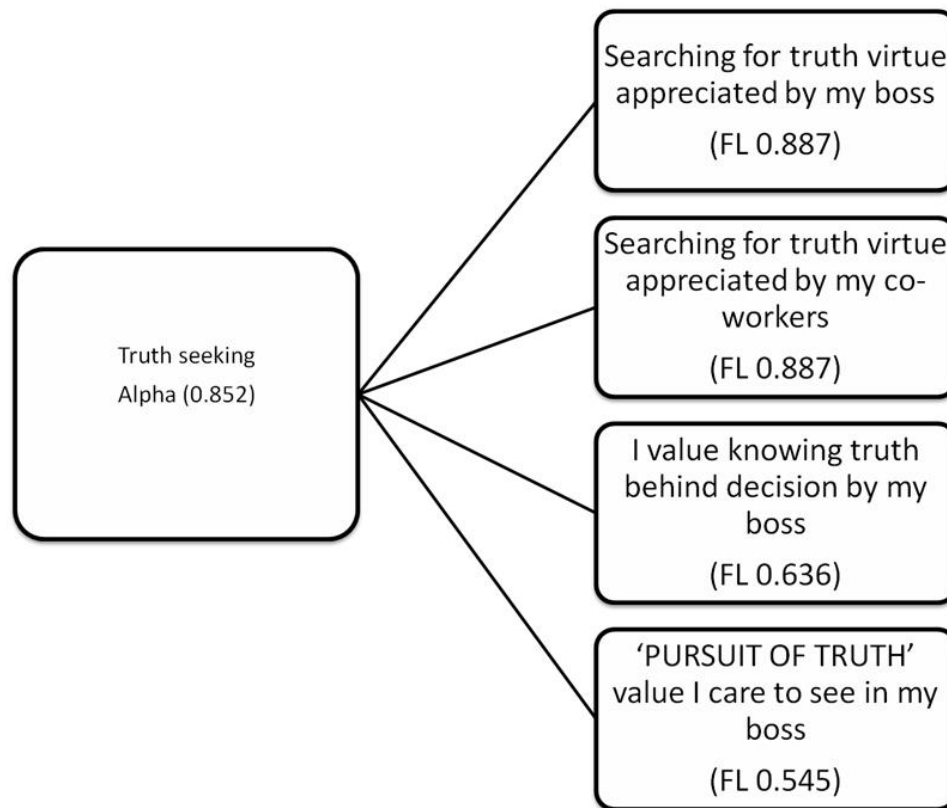 Truth seeking
Alpha (0.852)
Searching for truth virtue
appreciated by my boss
(FL 0.887)
Searching for truth virtue
appreciated by my co-
workers
(FL 0.887)
I value knowing truth
behind decision by my
boss
(FL 0.636)
‘PURSUIT OF TRUTH’
value I care to see in my
boss
(FL 0.545)